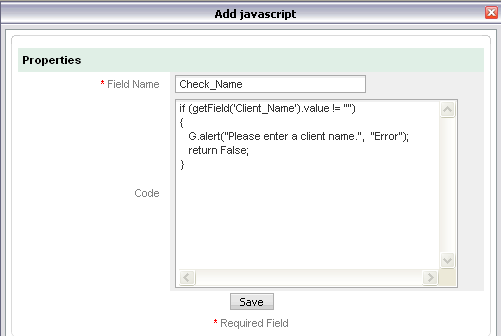 Add javascript
Properties
* Field Name
Check_Name
if (getField('Client_Name').value != "")
{
G.alert("Please enter a client name.", "Error");
return False;
}
Code
Save
* Required Field